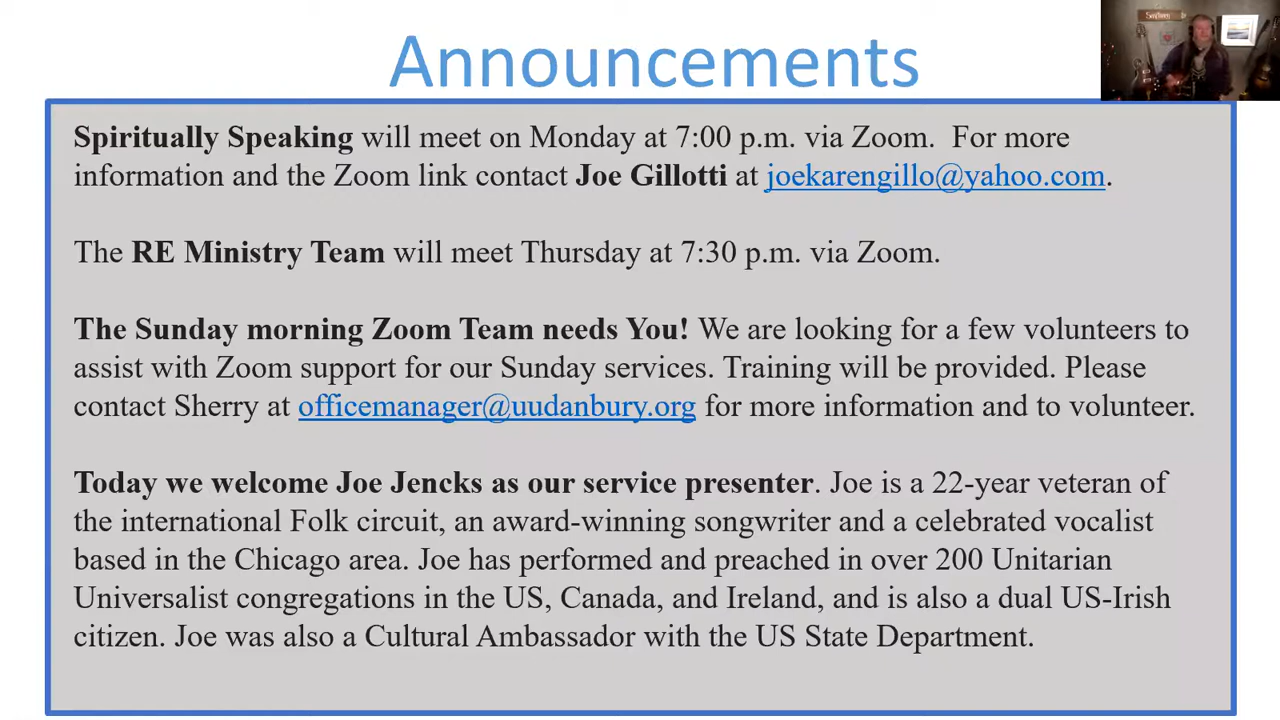 Announcements
Spiritually Speaking will meet on Monday at 7:00 p.m. via Zoom.  For more
information and the Zoom link contact Joe Gillotti at joekarengillo@yahoo.com.
The RE Ministry Team will meet Thursday at 7:30 p.m. via Zoom.
The Sunday morning Zoom Team needs You! We are looking for a few volunteers to
assist with Zoom support for our Sunday services. Training will be provided. Please
contact Sherry at officemanager@uudanbury.org for more information and to volunteer.
Today we welcome Joe Jencks as our service presenter. Joe is a 22-year veteran of
the international Folk circuit, an award-winning songwriter and a celebrated vocalist
based in the Chicago area. Joe has performed and preached in over 200 Unitarian
Universalist congregations in the US, Canada, and Ireland, and is also a dual US-Irish
citizen. Joe was also a Cultural Ambassador with the US State Department.